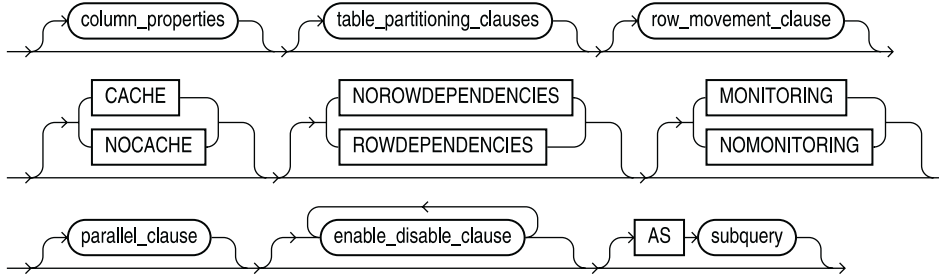 column_properties table_partitioning_clauses row_movement_clause
CACHE NOROWDEPENDENCIES MONITORING
NOCACHE ROWDEPENDENCIES NOMONITORING
parallel_clause enable_disable_clause AS subquery